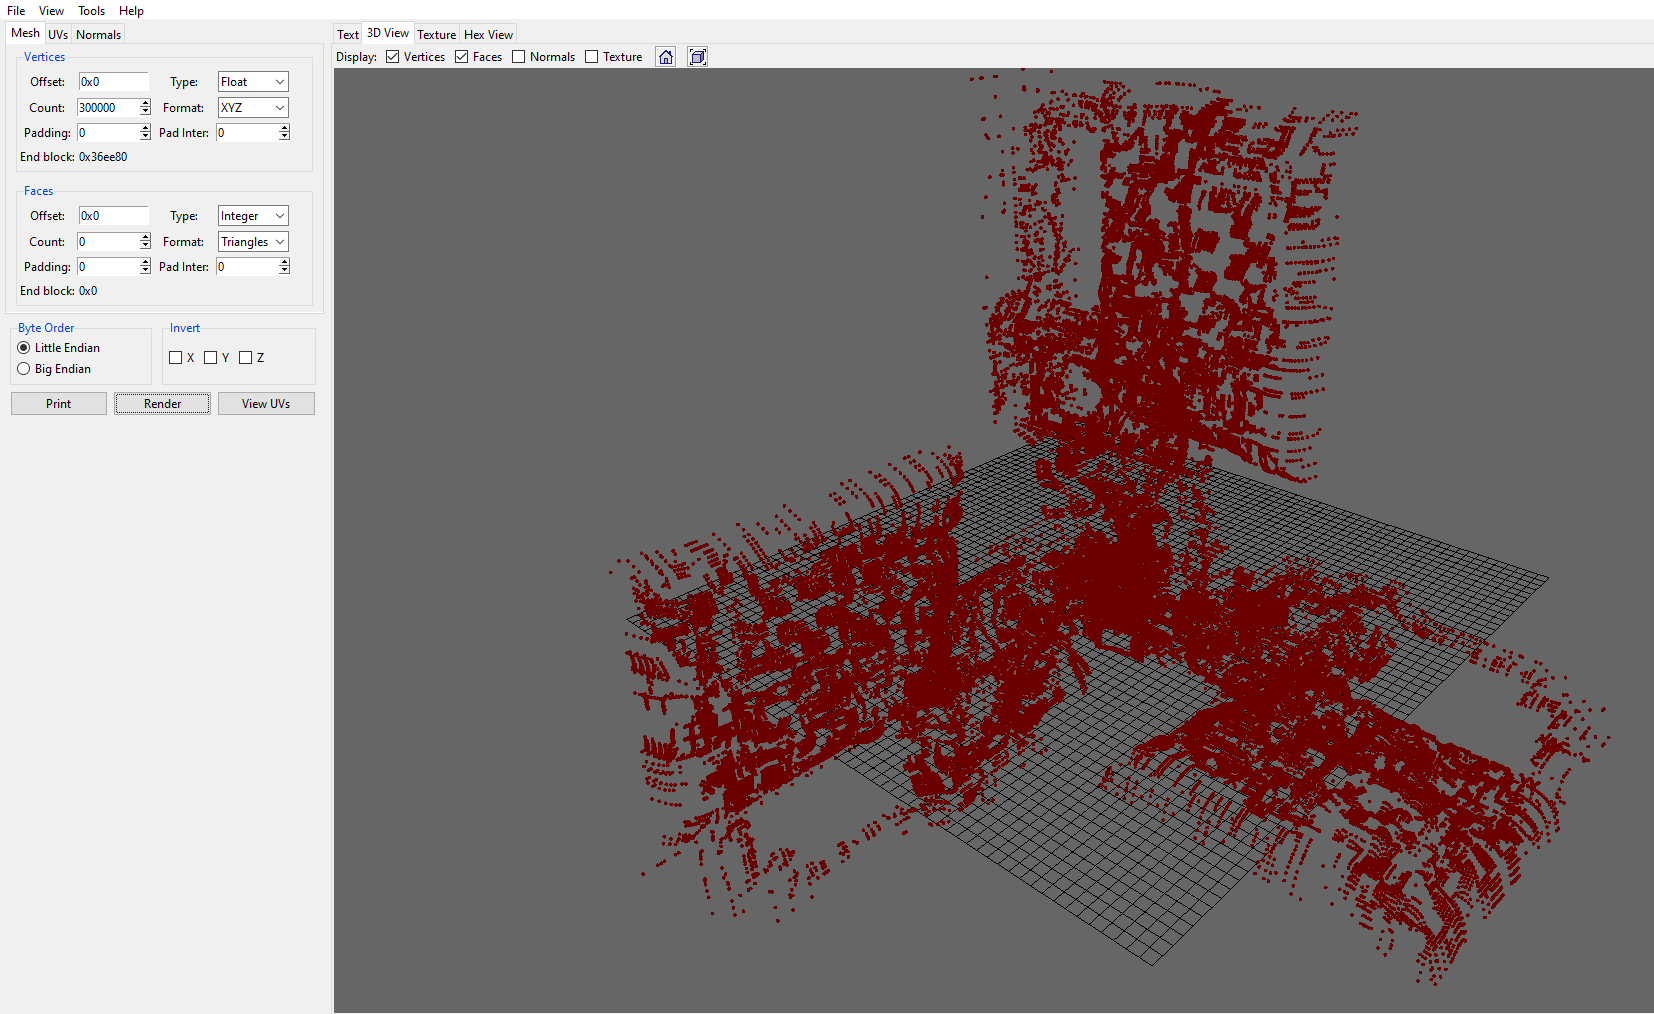 File View Tools Help
Mesh UVs Normals
Vertices
Offset: 0x0 Type: Float
Count: 300000 Format: XYZ
Padding: 0 Pad Inter: 0
End block: 0x36ee80
Faces
Offset: 0x0 Type: Integer
Count: 0 Format: Triangles
Padding: 0 Pad Inter: 0
End block: 0x0
Byte Order
Little Endian
Big Endian
Invert
X Y Z
Print Render View UVs
Text 3D View Texture Hex View
Display: Vertices Faces Normals Texture